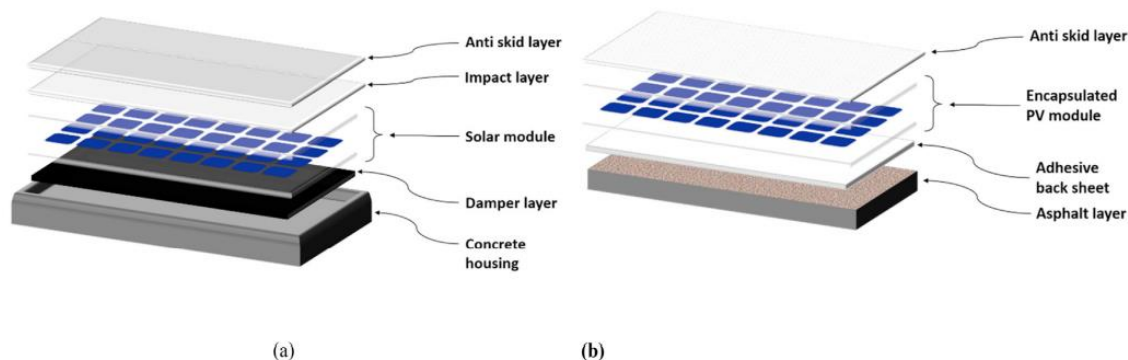 Anti skid layer
Impact layer
Solar module
Damper layer
Concrete
housing
(a)
Anti skid layer
Encapsulated
PV module
Adhesive
back sheet
Asphalt layer
(b)